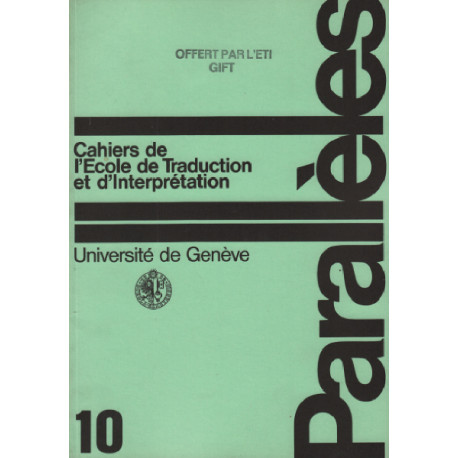 OFFERT PAR L'ETI
GIFT
Cahiers de
l'Ecole de Traduction
et d'Interprétation
Université de Genève
10
Parallèles